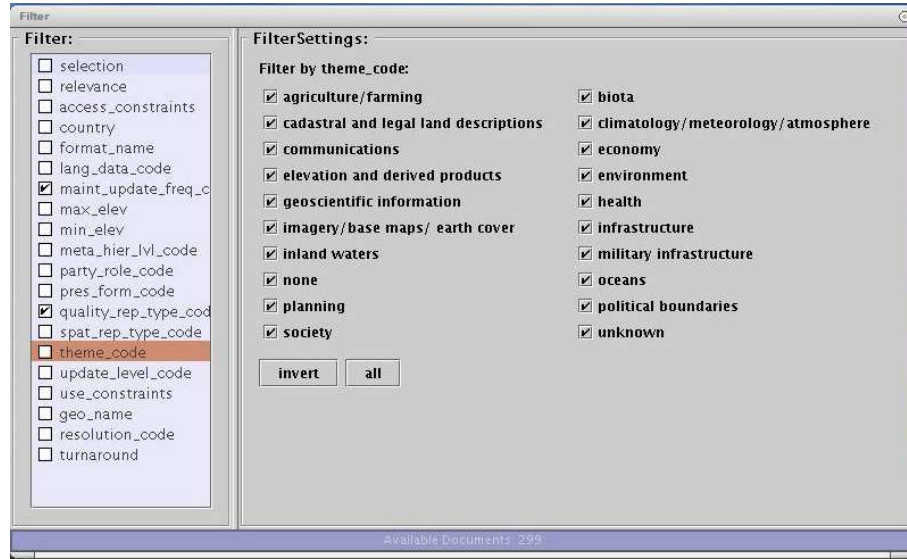 Filter
Filter:
selection
relevance
access_constraints
country
format_name
lang_data_code
maint_update_freq_c
max_elev
min_elev
meta_hier_lvl_code
party_role_code
pres_form_code
quality_rep_type_cod
spat_rep_type_code
theme_code
update_level_code
use_constraints
geo_name
resolution_code
turnaround
FilterSettings:
Filter by theme_code:
agriculture/farming biota
cadastral and legal land descriptions climatology/meteorology/atmosphere
communications economy
elevation and derived products environment
geoscientific information health
imagery/base maps/ earth cover infrastructure
inland waters military infrastructure
none oceans
planning political boundaries
society unknown
invert all
Available Documents: 299